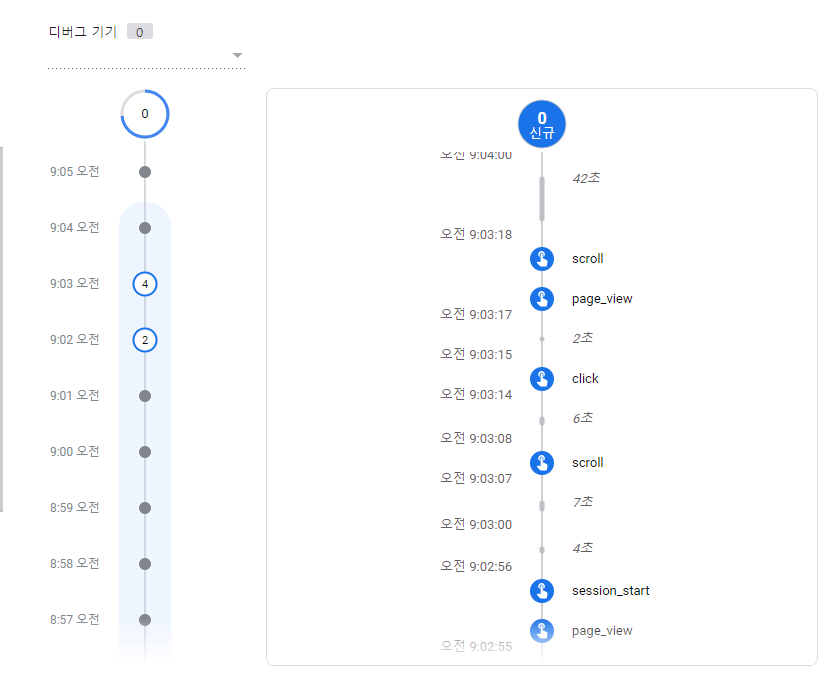 디버그 기기 0
0
9:05 오전
9:04 오전
9:03 오전 4
9:02 오전 2
9:01 오전
9:00 오전
8:59 오전
8:58 오전
8:57 오전
0
신규
오전 9:04:00
42초
오전 9:03:18
scroll
page_view
오전 9:03:17
2초
오전 9:03:15
click
오전 9:03:14
6초
오전 9:03:08
scroll
오전 9:03:07
7초
오전 9:03:00
4초
오전 9:02:56
session_start
page_view
오전 9:02:55